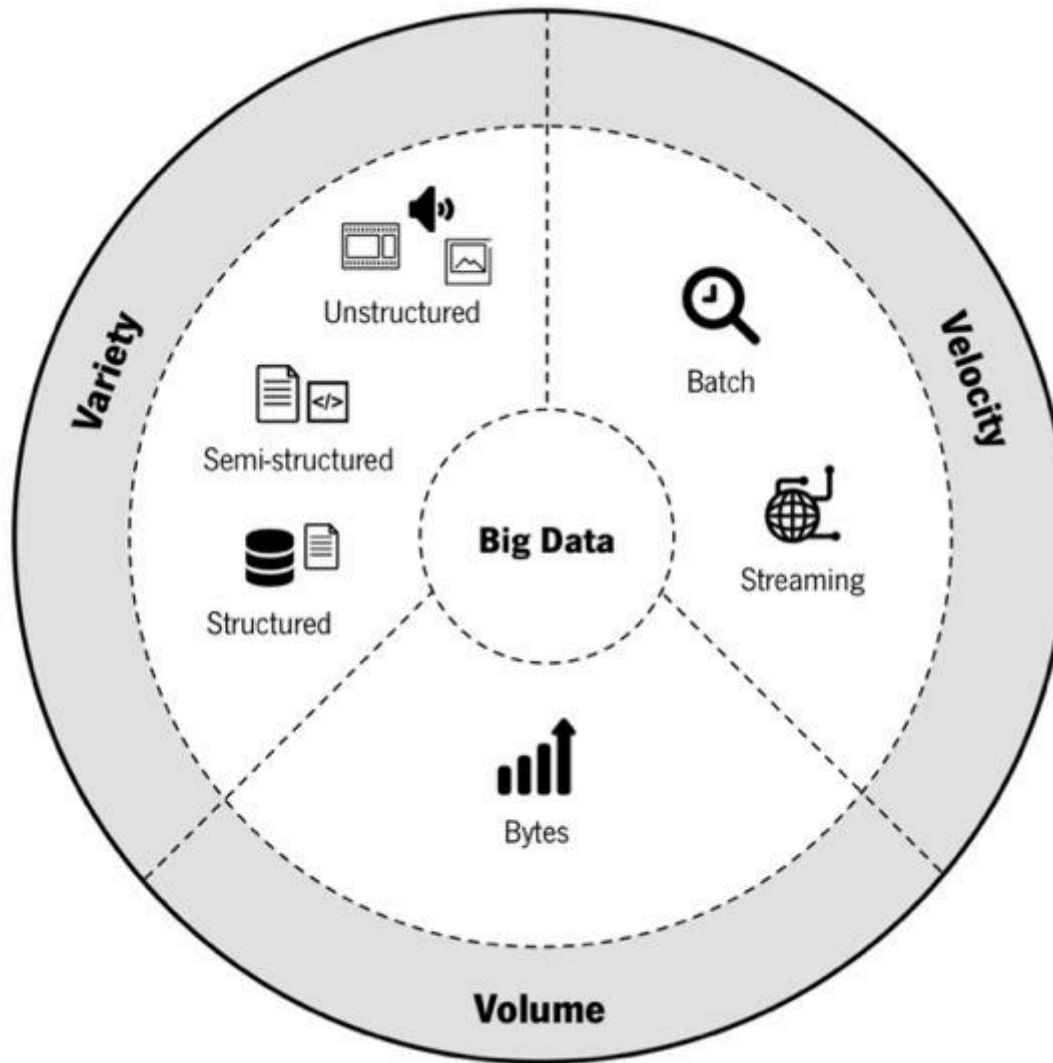 Variety
Unstructured
</>
Semi-structured
Structured
Big Data
Velocity
Batch
Streaming
Bytes
Volume